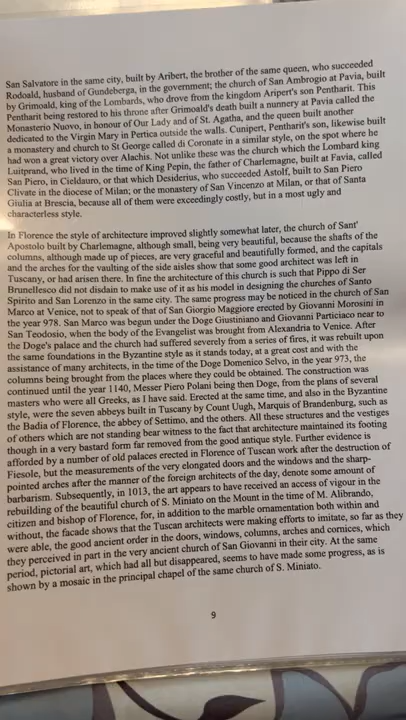 San Salvatore in the same city, built by Aribert, the brother of the same queen, who succeeded
Rodoald, husband of Gundeberga, in the government; the church of San Ambrogio at Pavia, built
by Grimoald, king of the Lombards, who drove from the kingdom Aripert's son Pentharit. This
Pentharit being restored to his throne after Grimoald's death built a nunnery at Pavia called the
Monasterio Nuovo, in honour of Our Lady and of St. Agatha, and the queen built another
dedicated to the Virgin Mary in Pertica outside the walls. Cunipert, Pentharit's son, likewise built
a monastery and church to St George called di Coronate in a similar style, on the spot where he
had won a great victory over Alachis. Not unlike these was the church which the Lombard king
Luitprand, who lived in the time of King Pepin, the father of Charlemagne, built at Favia, called
San Piero, in Cieldauro, or that which Desiderius, who succeeded Astolf, built to San Piero
Clivate in the diocese of Milan; or the monastery of San Vincenzo at Milan, or that of Santa
Giulia at Brescia, because all of them were exceedingly costly, but in a most ugly and
characterless style.
In Florence the style of architecture improved slightly somewhat later, the church of Sant'
Apostolo built by Charlemagne, although small, being very beautiful, because the shafts of the
columns, although made up of pieces, are very graceful and beautifully formed, and the capitals
and the arches for the vaulting of the side aisles show that some good architect was left in
Tuscany, or had arisen there. In fine the architecture of this church is such that Pippo di Ser
Brunellesco did not disdain to make use of it as his model in designing the churches of Santo
Spirito and San Lorenzo in the same city. The same progress may be noticed in the church of San
Marco at Venice, not to speak of that of San Giorgio Maggiore erected by Giovanni Morosini in
the year 978. San Marco was begun under the Doge Giustiniano and Giovanni Particiaco near to
San Teodosio, when the body of the Evangelist was brought from Alexandria to Venice. After
the Doge's palace and the church had suffered severely from a series of fires, it was rebuilt upon
the same foundations in the Byzantine style as it stands today, at a great cost and with the
assistance of many architects, in the time of the Doge Domenico Selvo, in the year 973, the
columns being brought from the places where they could be obtained. The construction was
continued until the year 1140, Messer Piero Polani being then Doge, from the plans of several
masters who were all Greeks, as I have said. Erected at the same time, and also in the Byzantine
style, were the seven abbeys built in Tuscany by Count Uugh, Marquis of Brandenburg, such as
the Badia of Florence, the abbey of Settimo, and the others. All these structures and the vestiges
of others which are not standing bear witness to the fact that architecture maintained its footing
though in a very bastard form far removed from the good antique style. Further evidence is
afforded by a number of old palaces erected in Florence of Tuscan work after the destruction of
Fiesole, but the measurements of the very elongated doors and the windows and the sharp-
pointed arches after the manner of the foreign architects of the day, denote some amount of
barbarism. Subsequently, in 1013, the art appears to have received an access of vigour in the
rebuilding of the beautiful church of S. Miniato on the Mount in the time of M. Alibrando,
citizen and bishop of Florence, for, in addition to the marble ornamentation both within and
without, the facade shows that the Tuscan architects were making efforts to imitate, so far as they
were able, the good ancient order in the doors, windows, columns, arches and cornices, which
they perceived in part in the very ancient church of San Giovanni in their city. At the same
period, pictorial art, which had all but disappeared, seems to have made some progress, as is
shown by a mosaic in the principal chapel of the same church of S. Miniato.
9